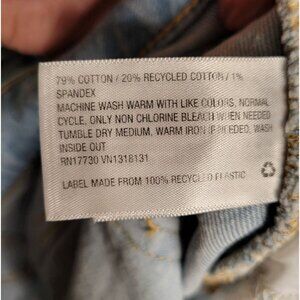 79% COTTON / 20% RECYCLED COTTON / 1%
SPANDEX
MACHINE WASH WARM WITH LIKE COLORS, NORMAL
CYCLE, ONLY NON CHLORINE BLEACH WHEN NEEDED
TUMBLE DRY MEDIUM, WARM IRON IF NEEDED, WASH
INSIDE OUT
RN17730 VN1318131
LABEL MADE FROM 100% RECYCLED PLASTIC